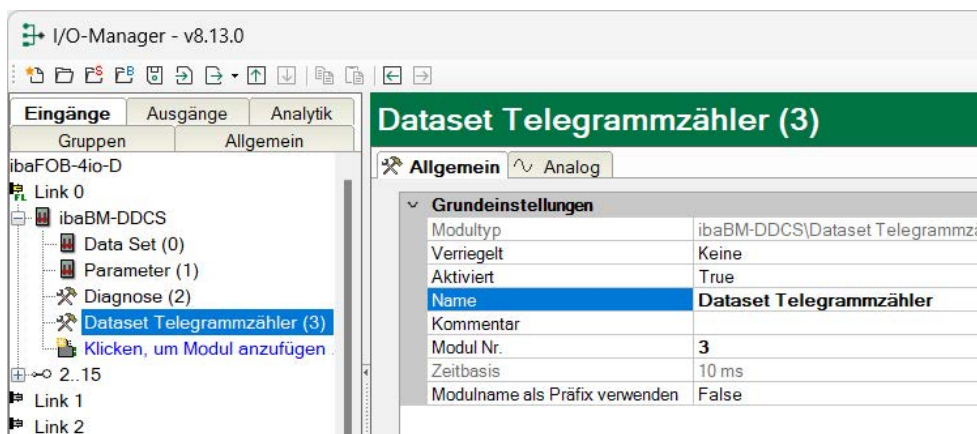 I/O-Manager - v8.13.0
Eingänge Ausgänge Analytik
Gruppen Allgemein
ibaFOB-4io-D
Link 0
ibaBM-DDCS
Data Set (0)
Parameter (1)
Diagnose (2)
Dataset Telegrammzähler (3)
Klicken, um Modul anzufügen .
2..15
Link 1
Link 2
Dataset Telegrammzähler (3)
Allgemein Analog
Grundeinstellungen
Modultyp ibaBM-DDCS\Dataset Telegrammzä
Verriegelt Keine
Aktiviert True
Name Dataset Telegrammzähler
Kommentar
Modul Nr. 3
Zeitbasis 10 ms
Modulname als Präfix verwenden False